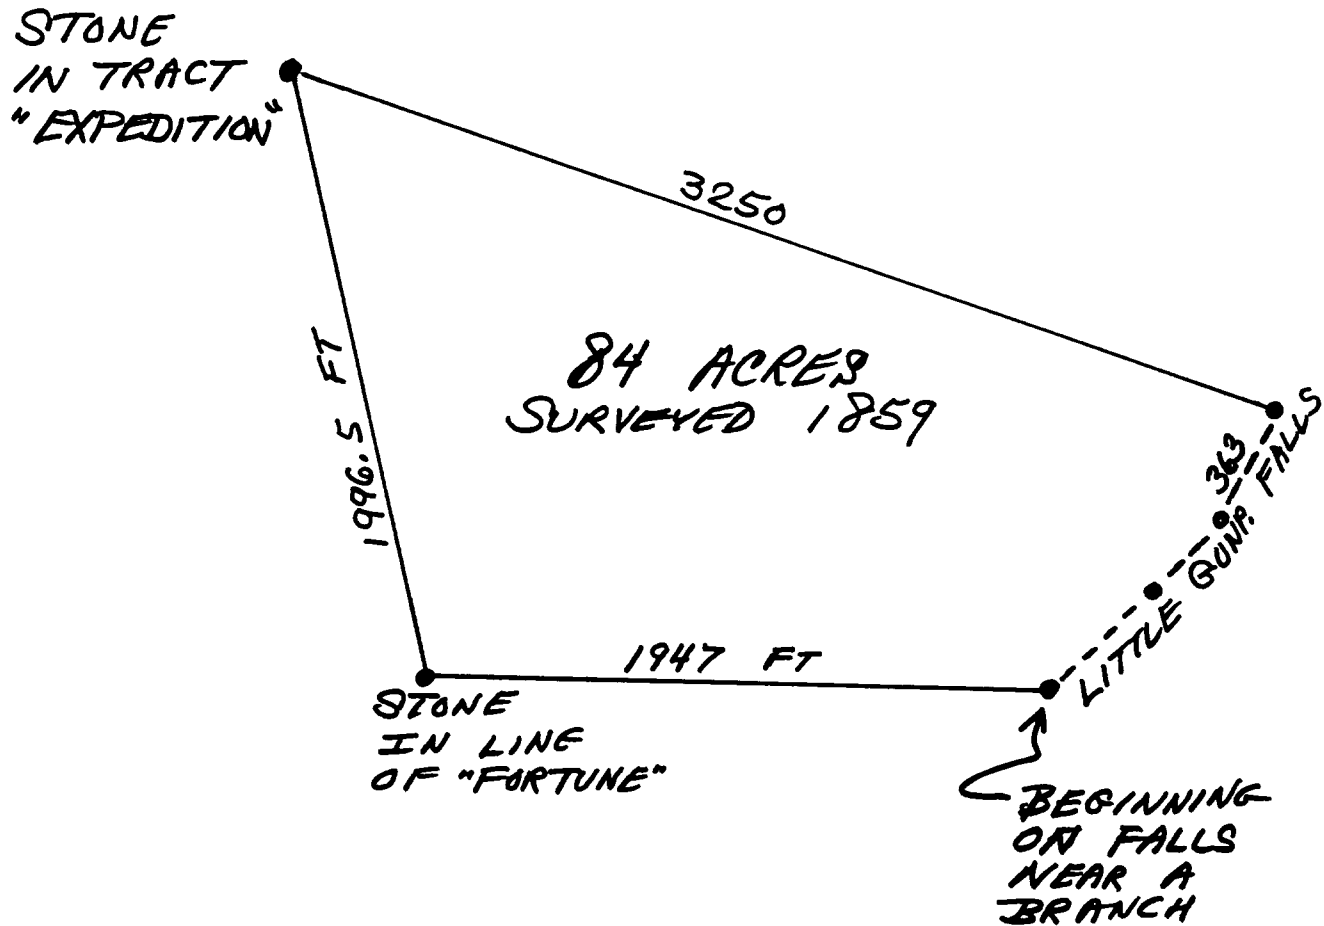 STONE
IN TRACT
"EXPEDITION"
3250
1996.5 FT
84 ACRES
SURVEYED 1859
363
LITTLE GUNP. FALLS
1947 FT
STONE
IN LINE
OF "FORTUNE"
BEGINNING
ON FALLS
NEAR A
BRANCH